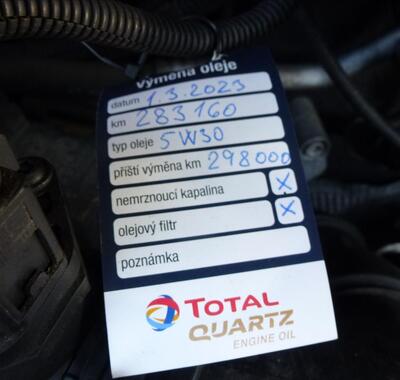 výměna oleje
datum 1.3.2023
km 283160
typ oleje 5W30
příští výměna km 298000
nemrznoucí kapalina X
olejový filtr X
poznámka
TOTAL
QUARTZ
ENGINE OIL